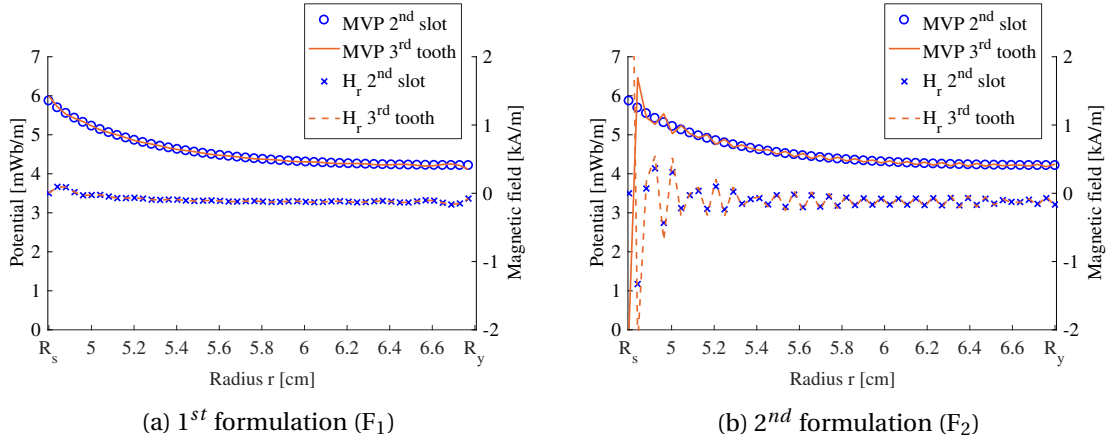 MVP 2nd slot
MVP 3rd tooth
Hr 2nd slot
Hr 3rd tooth
Potential [mWb/m]
7
6
5
4
3
2
1
0
2
1
0
-1
-2
Magnetic field [kA/m]
Rs 5 5.2 5.4 5.6 5.8 6 6.2 6.4 6.6 Ry
Radius r [cm]
(a) 1st formulation (F1)
MVP 2nd slot
MVP 3rd tooth
Hr 2nd slot
Hr 3rd tooth
Potential [mWb/m]
7
6
5
4
3
2
1
0
2
1
0
-1
-2
Magnetic field [kA/m]
Rs 5 5.2 5.4 5.6 5.8 6 6.2 6.4 6.6 Ry
Radius r [cm]
(b) 2nd formulation (F2)